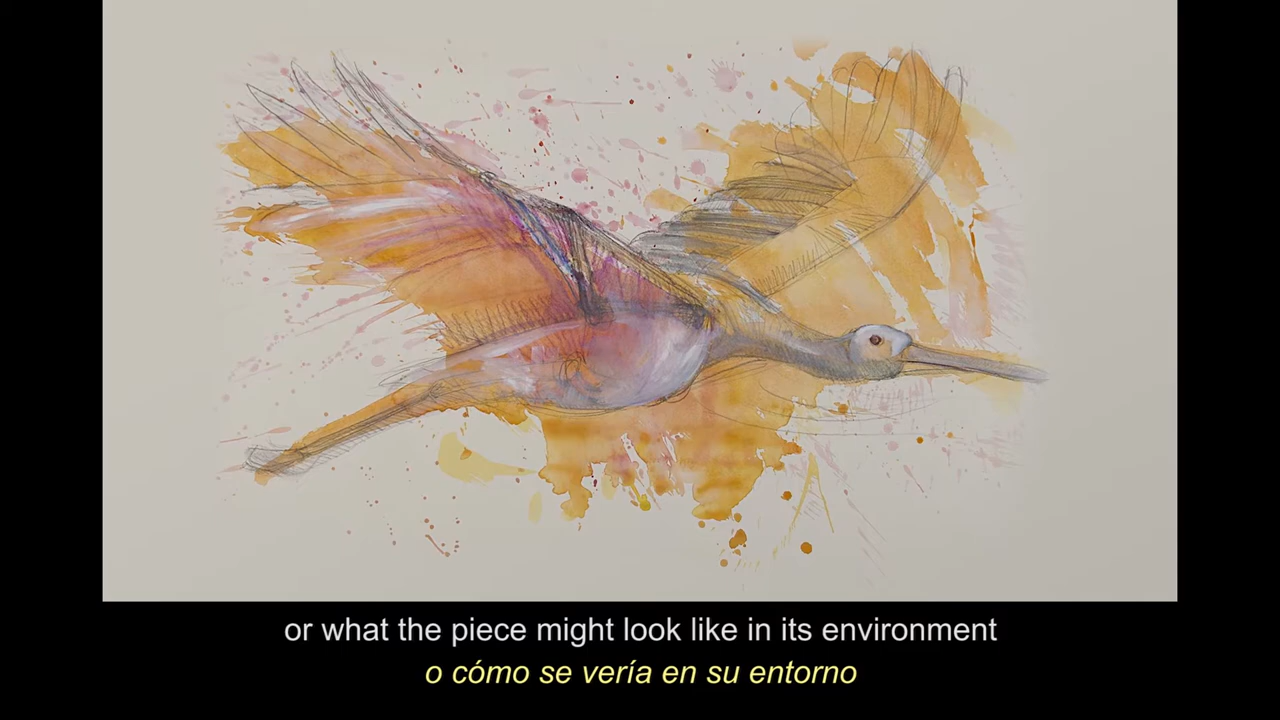 or what the piece might look like in its environment
o cómo se vería en su entorno